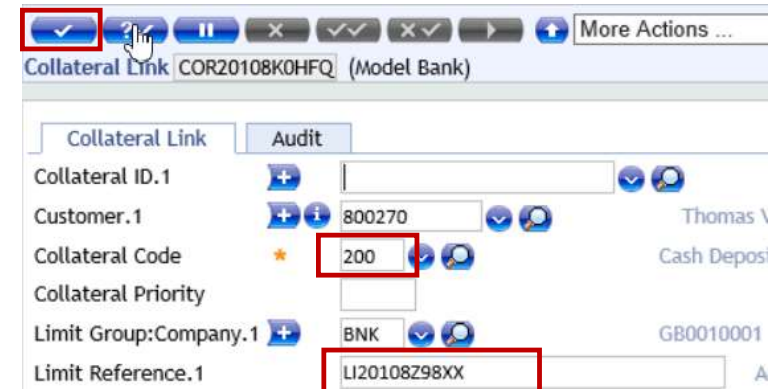 More Actions ...
Collateral Link COR20108K0HFQ (Model Bank)
Collateral Link Audit
Collateral ID.1
Customer.1 800270 Thomas
Collateral Code * 200 Cash Deposi
Collateral Priority
Limit Group:Company.1 BNK GB0010001
Limit Reference.1 LI20108Z98XX A